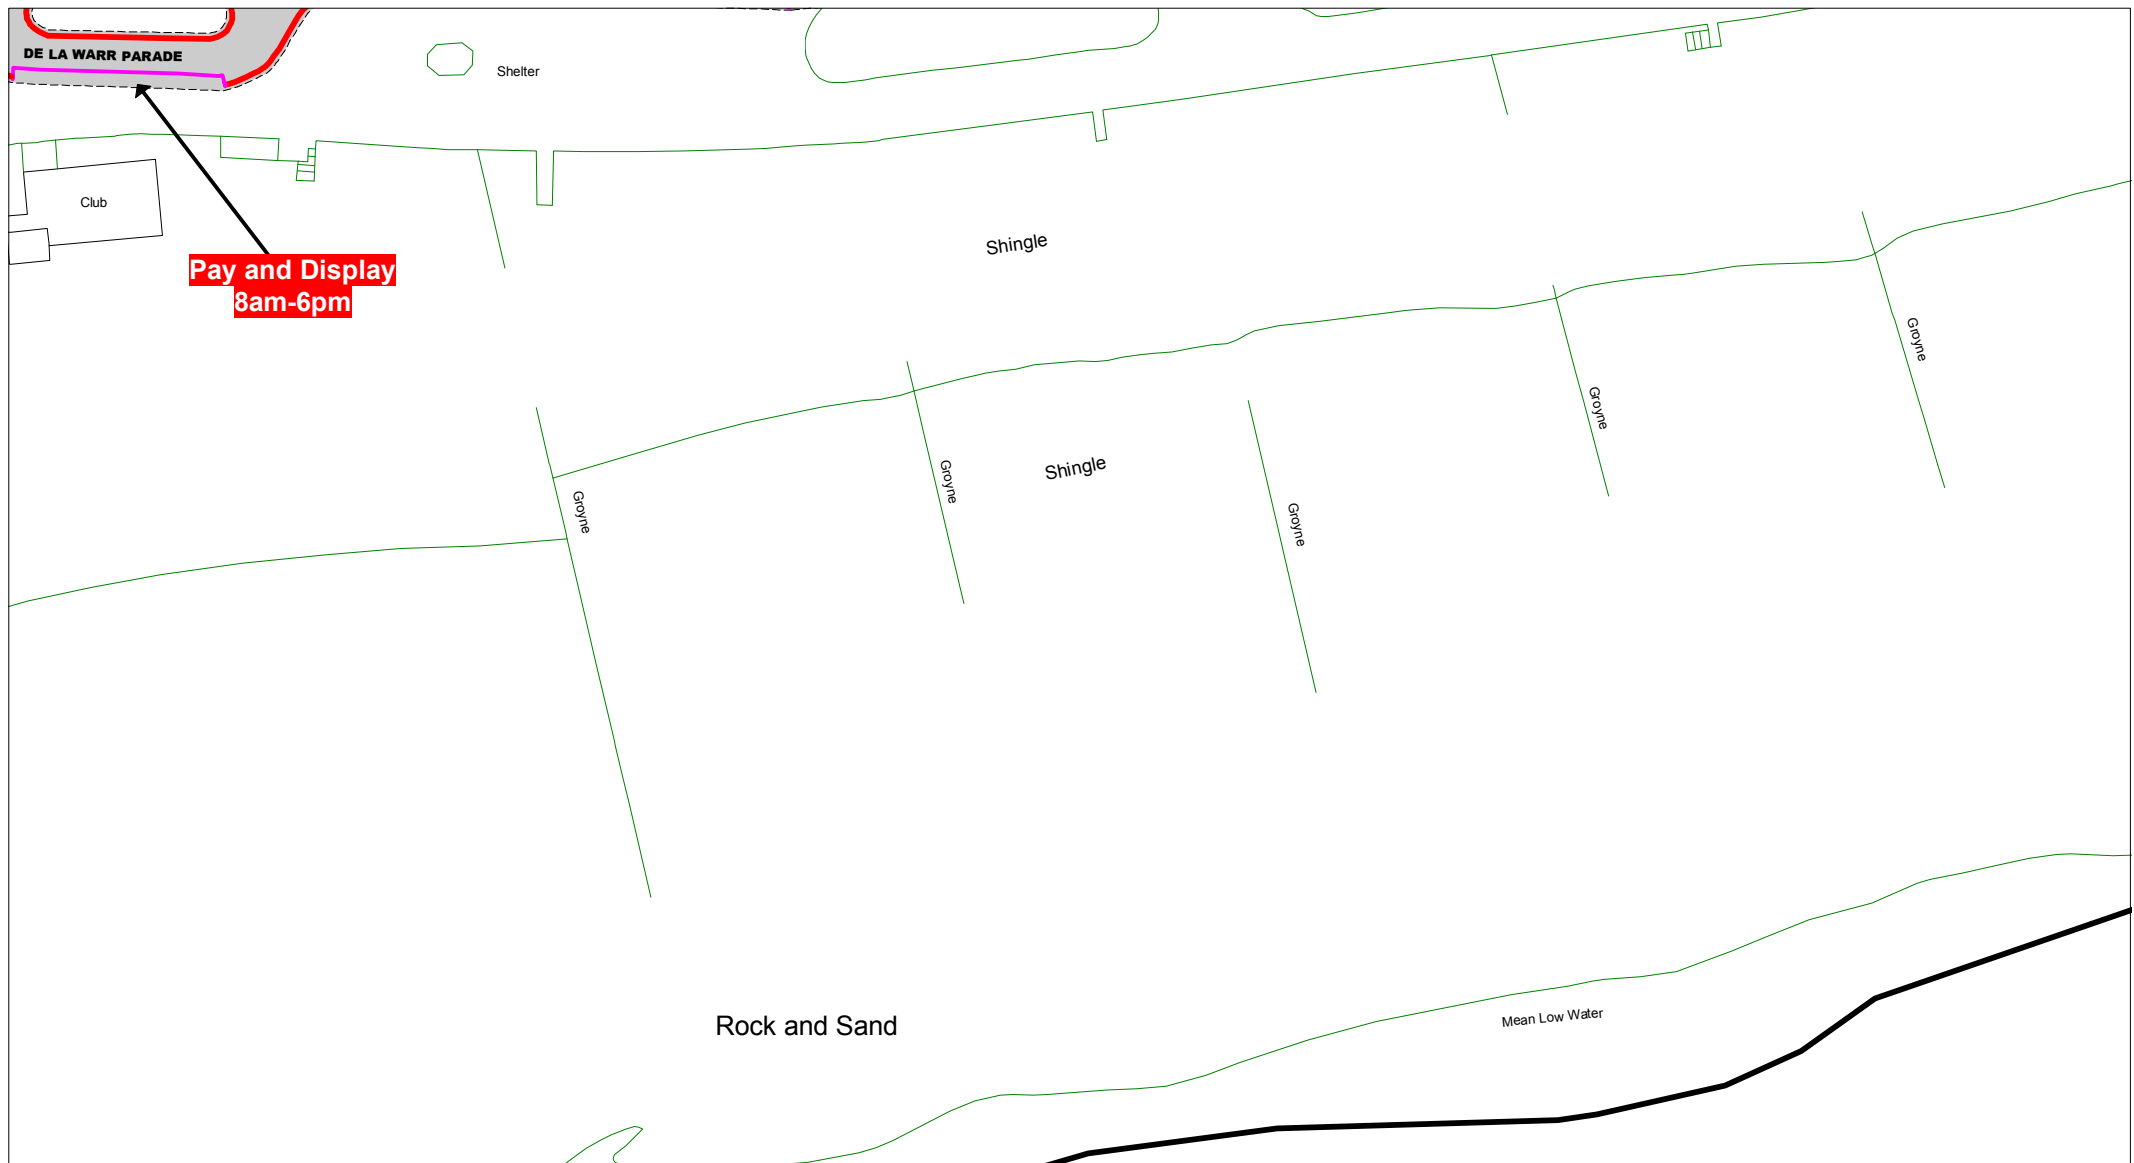 DE LA WARR PARADE
Shelter
Club
Pay and Display
8am-6pm
Shingle
Groyne
Groyne
Groyne
Shingle
Groyne
Groyne
Rock and Sand
Mean Low Water